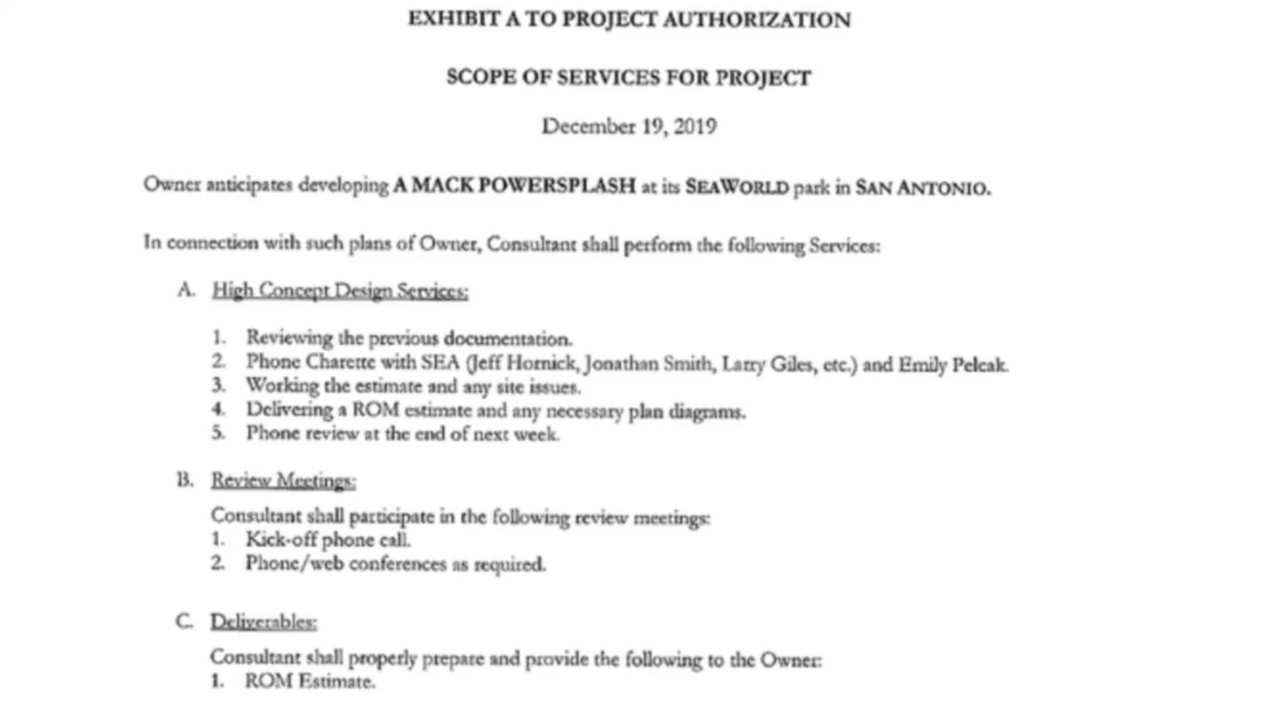 EXHIBIT A TO PROJECT AUTHORIZATION
SCOPE OF SERVICES FOR PROJECT
December 19, 2019
Owner anticipates developing A MACK POWERSPLASH at its SEAWORLD park in SAN ANTONIO.
In connection with such plans of Owner, Consultant shall perform the following Services:
A. High Concept Design Services:
1. Reviewing the previous documentation.
2. Phone Charette with SEA (Jeff Hornick, Jonathan Smith, Larry Giles, etc.) and Emily Pelcak.
3. Working the estimate and any site issues.
4. Delivering a ROM estimate and any necessary plan diagrams.
5. Phone review at the end of next week.
B. Review Meetings:
Consultant shall participate in the following review meetings:
1. Kick-off phone call.
2. Phone/web conferences as required.
C. Deliverables:
Consultant shall properly prepare and provide the following to the Owner:
1. ROM Estimate.